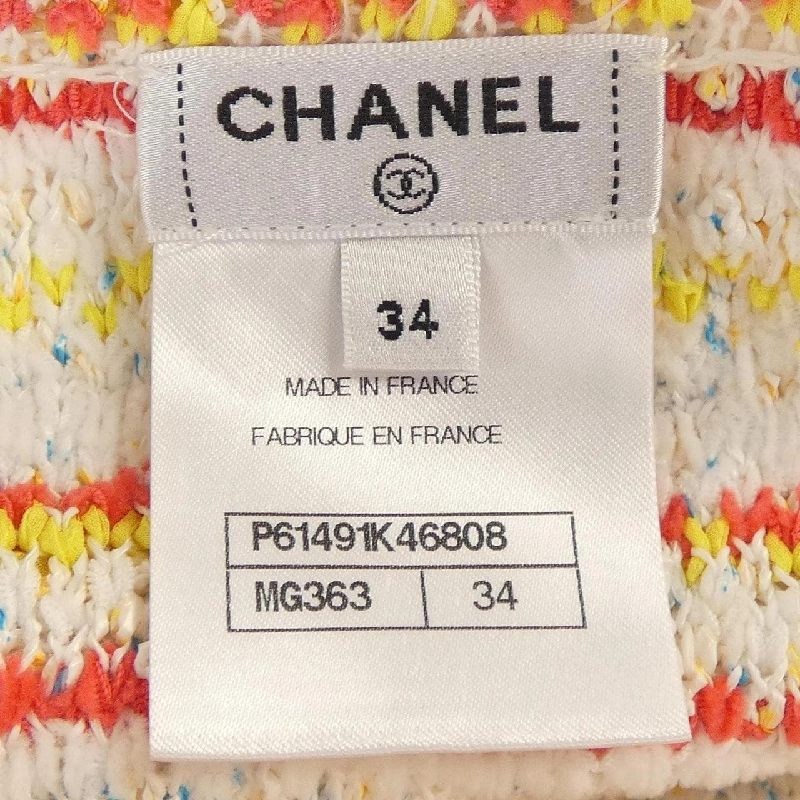 CHANEL
34
MADE IN FRANCE
FABRIQUE EN FRANCE
P61491K46808
MG363 34